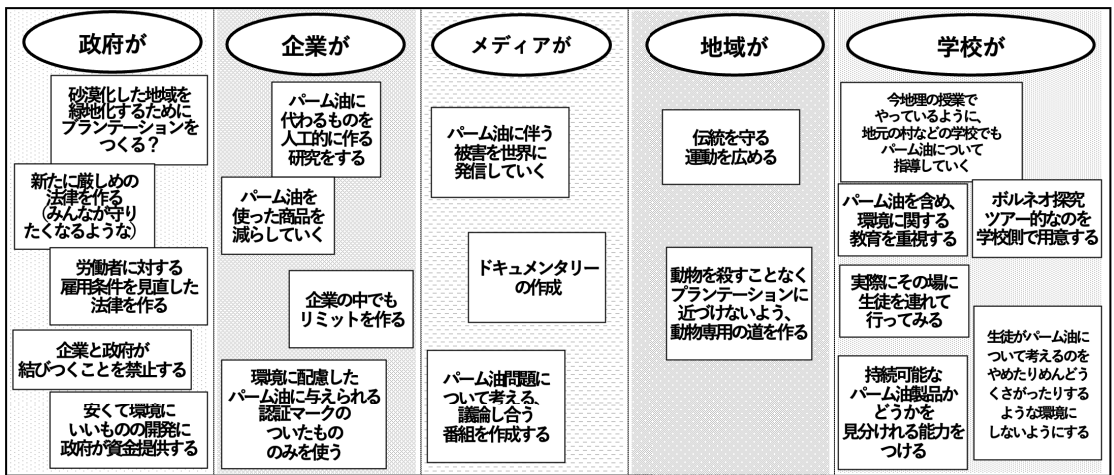 政府が
砂漠化した地域を
緑地化するために
プランテーションを
つくる？
新たに厳しめの
法律を作る
（みんなが守り
たくなるような）
労働者に対する
雇用条件を見直した
法律を作る
企業と政府が
結びつくことを禁止する
安くて環境に
いいものの開発に
政府が資金提供する
企業が
パーム油に
代わるものを
人工的に作る
研究をする
パーム油を
使った商品を
減らしていく
企業の中でも
リミットを作る
環境に配慮した
パーム油に与えられる
認証マークの
ついたもの
のみを使う
メディアが
パーム油に伴う
被害を世界に
発信していく
ドキュメンタリー
の作成
パーム油問題に
ついて考える、
議論し合う
番組を作成する
地域が
伝統を守る
運動を広める
動物を殺すことなく
プランテーションに
近づけないよう、
動物専用の道を作る
学校が
今地理の授業で
やっているように、
地元の村などの学校でも
パーム油について
指導していく
パーム油を含め、
環境に関する
教育を重視する
ボルネオ探究
ツアー的なのを
学校側で用意する
実際にその場に
生徒を連れて
行ってみる
生徒がパーム油に
ついて考えるのを
やめたりめんどう
くさがったりする
ような環境に
しないようにする
持続可能な
パーム油製品か
どうかを
見分けれる能力を
つける